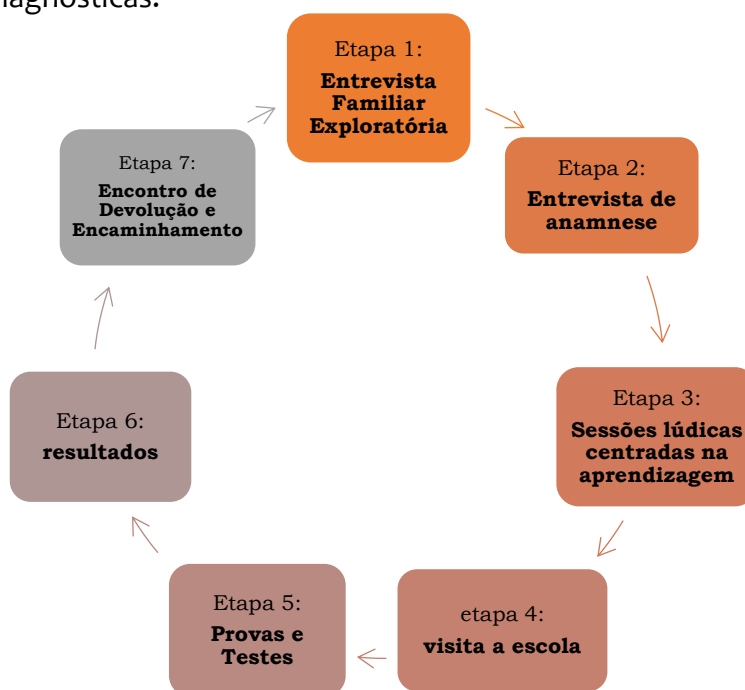 agnósticas.
Etapa 1:
Entrevista
Familiar
Exploratória
Etapa 2:
Entrevista de
anamnese
Etapa 3:
Sessões lúdicas
centradas na
aprendizagem
etapa 4:
visita a escola
Etapa 5:
Provas e
Testes
Etapa 6:
resultados
Etapa 7:
Encontro de
Devolução e
Encaminhamento